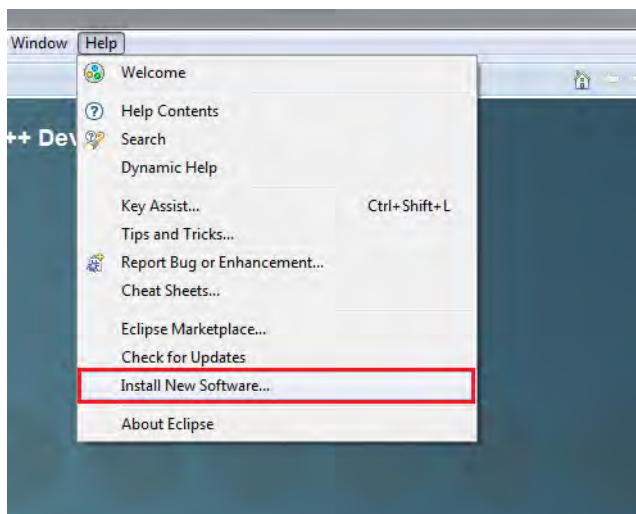 Window Help
Welcome
Help Contents
++ Dev
Search
Dynamic Help
Key Assist... Ctrl+Shift+L
Tips and Tricks...
Report Bug or Enhancement...
Cheat Sheets...
Eclipse Marketplace...
Check for Updates
Install New Software...
About Eclipse